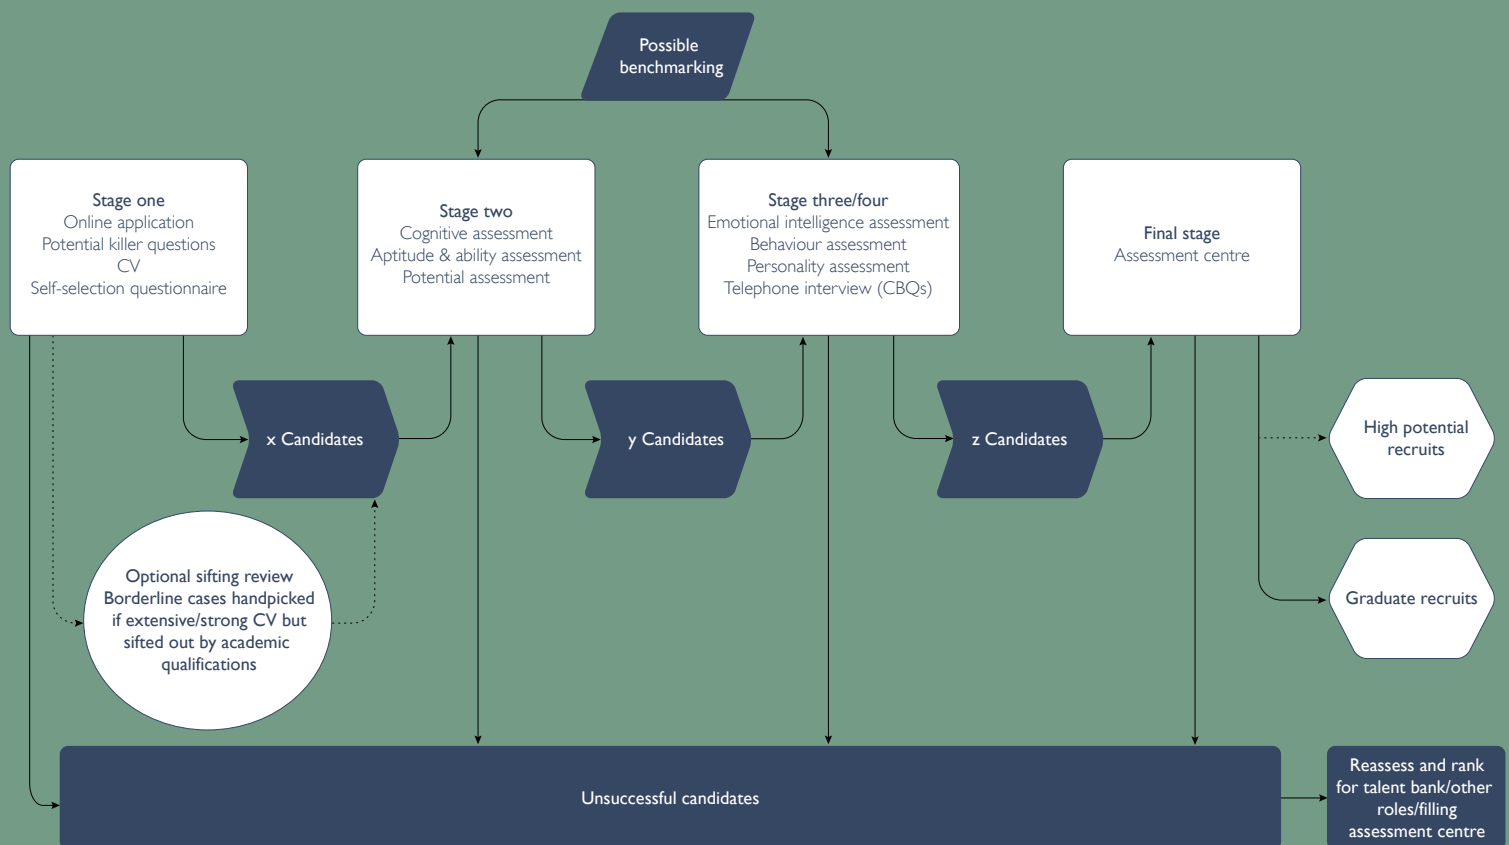 Possible
benchmarking
Stage one
Online application
Potential killer questions
CV
Self-selection questionnaire
Stage two
Cognitive assessment
Aptitude & ability assessment
Potential assessment
Stage three/four
Emotional intelligence assessment
Behaviour assessment
Personality assessment
Telephone interview (CBQs)
Final stage
Assessment centre
x Candidates
y Candidates
z Candidates
High potential
recruits
Optional sifting review
Borderline cases handpicked
if extensive/strong CV but
sifted out by academic
qualifications
Graduate recruits
Unsuccessful candidates
Reassess and rank
for talent bank/other
roles/filling
assessment centre